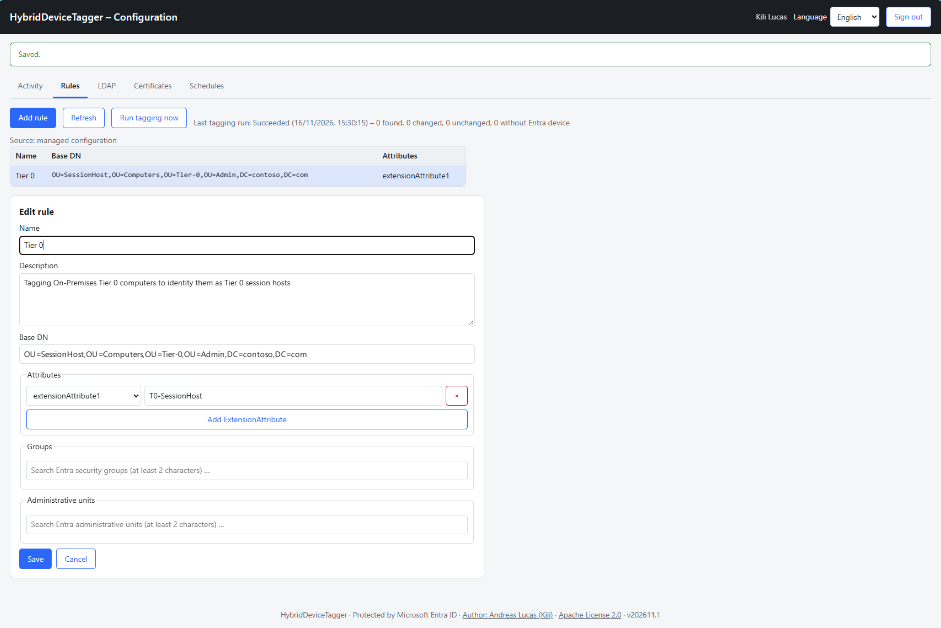 HybridDeviceTagger – Configuration
Kili Lucas Language English Sign out
Saved.
Activity Rules LDAP Certificates Schedules
Add rule Refresh Run tagging now Last tagging run: Succeeded (16/11/2026, 15:30:15) – 0 found, 0 changed, 0 unchanged, 0 without Entra device
Source: managed configuration
Name Base DN Attributes
Tier 0 OU=SessionHost,OU=Computers,OU=Tier-0,OU=Admin,DC=contoso,DC=com extensionAttribute1
Edit rule
Name
Tier 0
Description
Tagging On-Premises Tier 0 computers to identify them as Tier 0 session hosts
Base DN
OU=SessionHost,OU=Computers,OU=Tier-0,OU=Admin,DC=contoso,DC=com
Attributes
extensionAttribute1 T0-SessionHost ×
Add ExtensionAttribute
Groups
Search Entra security groups (at least 2 characters) ...
Administrative units
Search Entra administrative units (at least 2 characters) ...
Save Cancel
HybridDeviceTagger · Protected by Microsoft Entra ID · Author: Andreas Lucas (Kili) · Apache License 2.0 · v202611.1